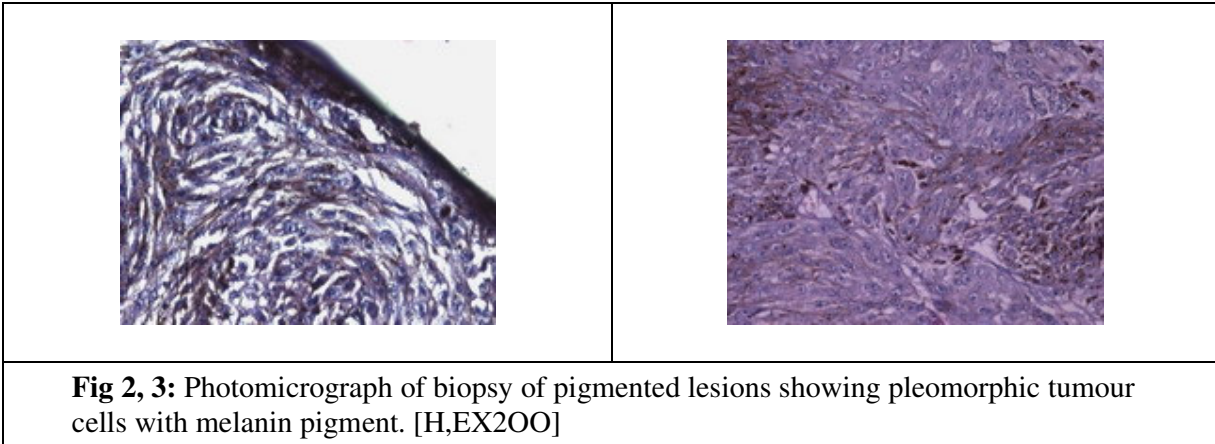 Fig 2, 3: Photomicrograph of biopsy of pigmented lesions showing pleomorphic tumour
cells with melanin pigment. [H,EX2OO]